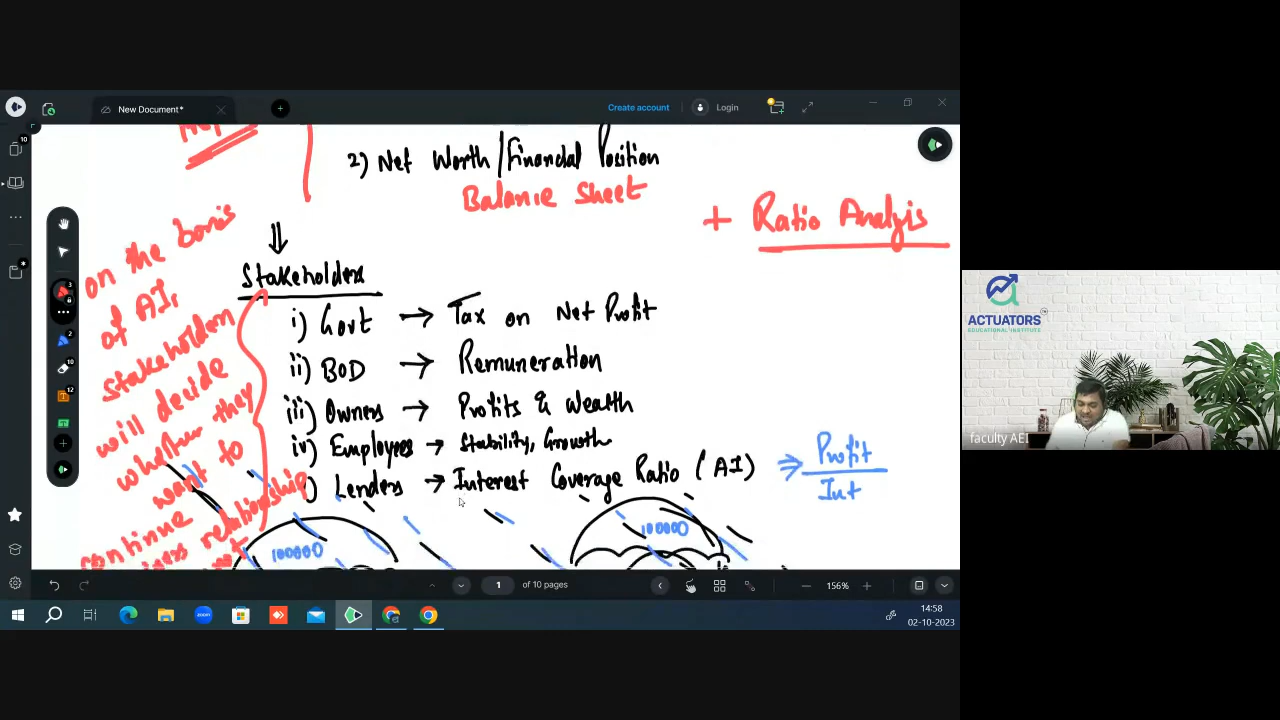 New Document*
Create account
Login
2) Net Worth/Financial Position
Balance Sheet
+ Ratio Analyis
on the basis
of AI,
stakeholders
will decide
whether they
want to
continue
relationship
Stakeholders
i) Govt → Tax on Net Profit
ii) BOD → Remuneration
iii) Owners → Profits & Wealth
iv) Employees → Stability, Growth
) Lenders → Interest Coverage Ratio (AI) ⇒ Profit
Int
100000
100000
1 of 10 pages
156%
14:58
02-10-2023
ACTUATORS
EDUCATIONAL INSTITUTE
faculty AEI